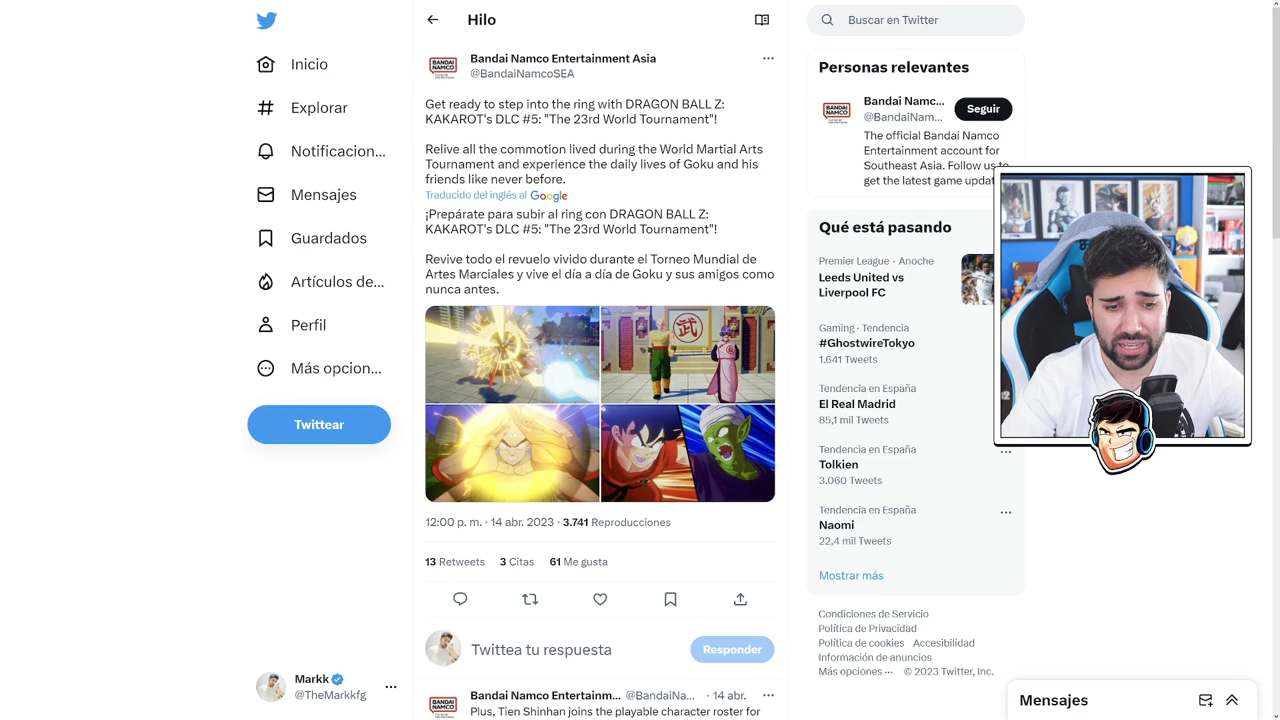 Inicio
Explorar
Notificacion...
Mensajes
Guardados
Artículos de...
Perfil
Más opcion...
Twittear
Markk
@TheMarkkfg
Hilo
BANDAI NAMCO
Bandai Namco Entertainment Asia
@BandaiNamcoSEA
Get ready to step into the ring with DRAGON BALL Z:
KAKAROT's DLC #5: "The 23rd World Tournament"!
Relive all the commotion lived during the World Martial Arts
Tournament and experience the daily lives of Goku and his
friends like never before.
Traducido del inglés al Google
¡Prepárate para subir al ring con DRAGON BALL Z:
KAKAROT's DLC #5: "The 23rd World Tournament"!
Revive todo el revuelo vivido durante el Torneo Mundial de
Artes Marciales y vive el día a día de Goku y sus amigos como
nunca antes.
武
12:00 p. m. · 14 abr. 2023 · 3.741 Reproducciones
13 Retweets 3 Citas 61 Me gusta
Twittea tu respuesta
Responder
BANDAI NAMCO
Bandai Namco Entertainm... @BandaiNa... · 14 abr.
Plus, Tien Shinhan joins the playable character roster for
Buscar en Twitter
Personas relevantes
BANDAI NAMCO
Bandai Namc...
@BandaiNam...
Seguir
The official Bandai Namco
Entertainment account for
Southeast Asia. Follow us to
get the latest game updat
Qué está pasando
Premier League · Anoche
Leeds United vs
Liverpool FC
Gaming · Tendencia
#GhostwireTokyo
1.641 Tweets
Tendencia en España
El Real Madrid
85,1 mil Tweets
Tendencia en España
Tolkien
3.060 Tweets
Tendencia en España
Naomi
22,4 mil Tweets
Mostrar más
Condiciones de Servicio
Política de Privacidad
Política de cookies Accesibilidad
Información de anuncios
Más opciones ··· © 2023 Twitter, Inc.
Mensajes